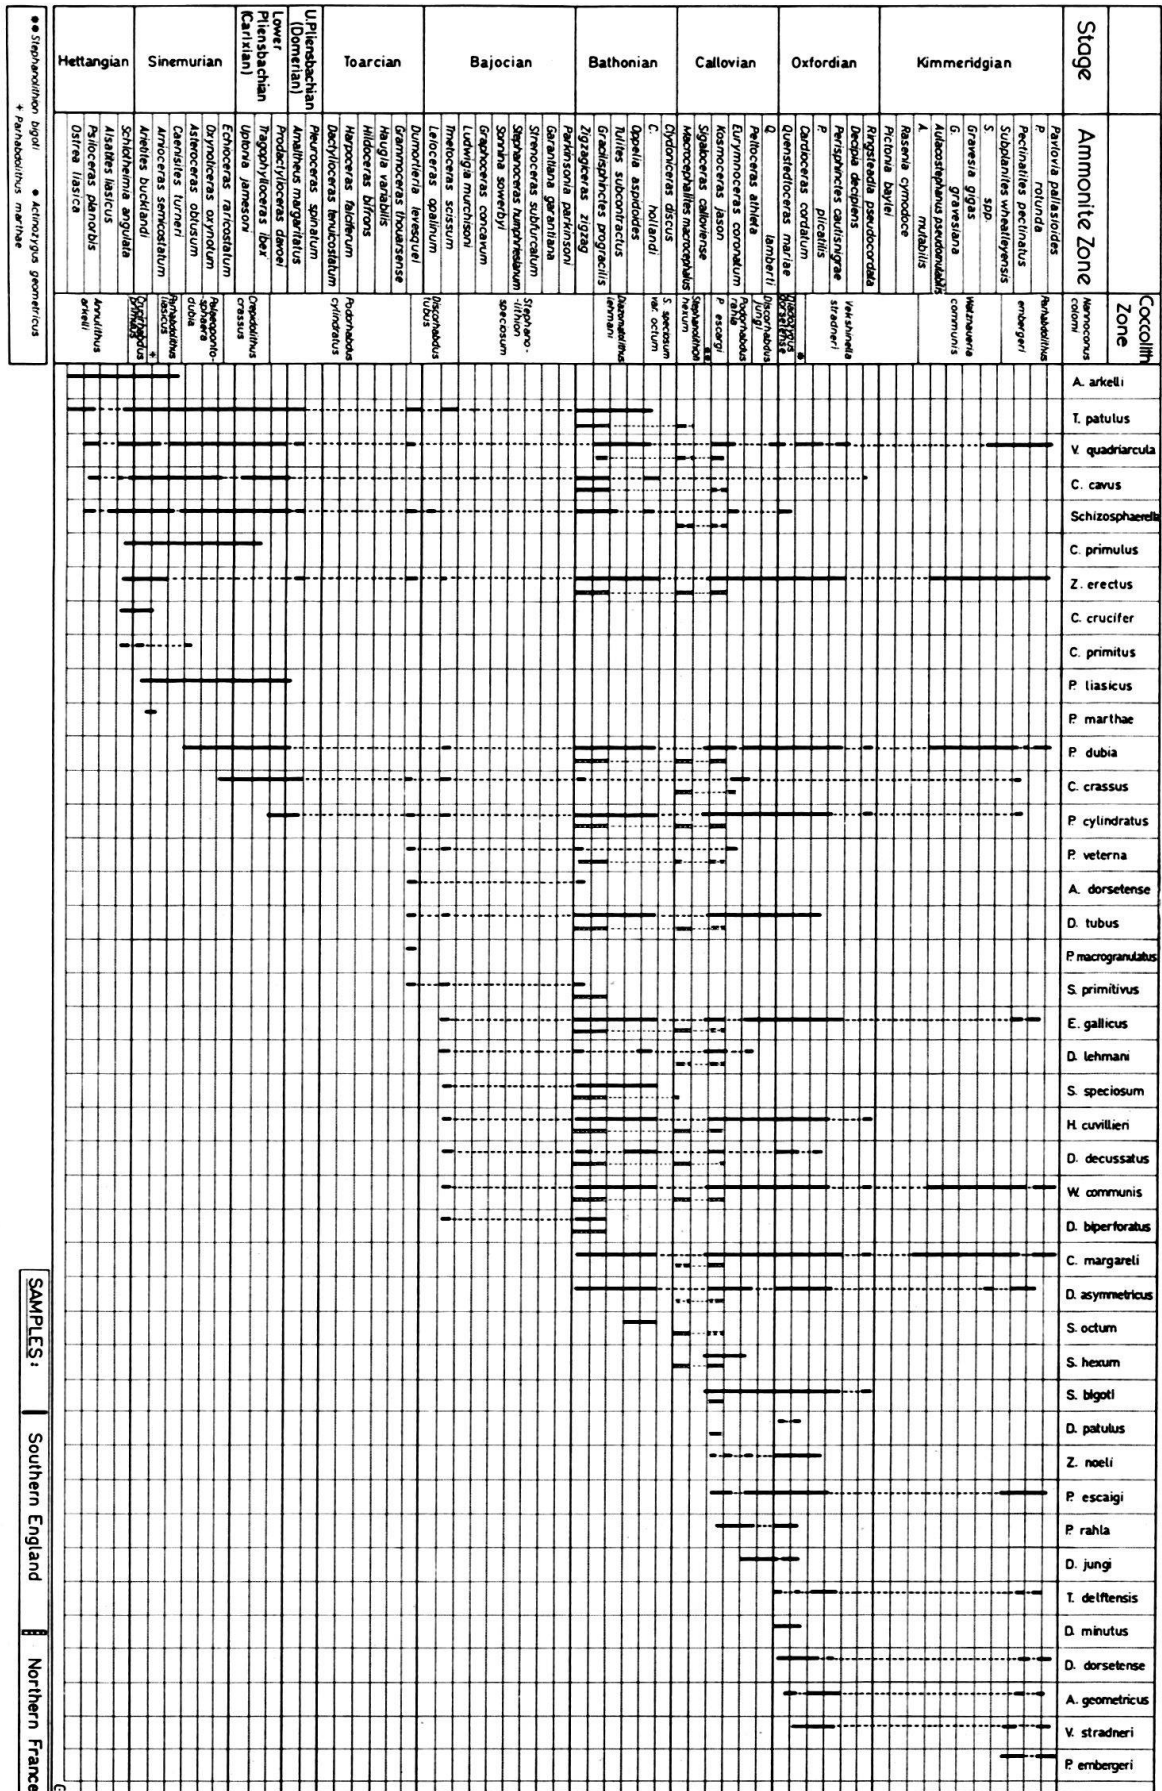 Stage
Kimmeridgian
Oxfordian
Callovian
Bathonian
Bajocian
Toarcian
U.Pliensbachian
(Domerian)
Lower
Pliensbachian
(Carixian)
Sinemurian
Hettangian
Ammonite Zone
Pavlovia pallasioides
P. rotunda
Pectinatites pectinatus
Subplanites wheatleyensis
S. spp.
Gravesia gigas
G. gravesiana
Aulacostephanus pseudomutabilis
A. mutabilis
Rasenia cymodoce
Pictonia baylei
Ringsteadia pseudocordata
Decipia decipiens
Perisphinctes cautisnigrae
P. plicatilis
Cardioceras cordatum
Quenstedtoceras mariae
Q. lamberti
Peltoceras athleta
Eurymnoceras coronatum
Kosmoceras jason
Sigaloceras calloviense
Macrocephalites macrocephalus
Clydoniceras discus
C. hollandi
Oppelia aspidoides
Tulites subcontractus
Gracilisphinctes progracilis
Zigzagiceras zigzag
Parkinsonia parkinsoni
Garantiana garantiana
Strenoceras subfurcatum
Stephanoceras humphriesianum
Sonnina sowerbyi
Graphoceras concavum
Ludwigia murchisoni
Tmetoceras scissum
Leioceras opalinum
Dumortieria levesquei
Grammoceras thouarsense
Haugia variabilis
Hildoceras bifrons
Harpoceras falciferum
Dactylioceras tenuicostatum
Pleuroceras spinatum
Amaltheus margaritatus
Prodactylioceras davoei
Tragophylloceras ibex
Uptonia jamesoni
Echioceras raricostatum
Oxynoticeras oxynotum
Asteroceras obtusum
Caenisites turneri
Arnioceras semicostatum
Arietites bucklandi
Schlotheimia angulata
Alsatites liasicus
Psiloceras planorbis
Ostrea liasica
Coccolith
Zone
Nannoconus
colomi
Parhabdolithus
embergeri
Watznaueria
communis
Vekshinella
stradneri
*
Discorhabdus
jungi
Podorhabdus
rahla
P. escargi
**
Stephanolithion
hexum
S. speciosum
var. octum
Diazomatolithus
lehmani
Stephano-
-lithion
speciosum
Discorhabdus
tubus
Podorhabdus
cylindratus
Crepidolithus
crassus
Palaeoponto-
-sphaera
dubia
Parhabdolithus
liasicus
+
Annulithus
arkelli
A. arkelli
T. patulus
V. quadriarcula
C. cavus
Schizosphaerella
C. primulus
Z. erectus
C. crucifer
C. primitus
P. liasicus
P. marthae
P. dubia
C. crassus
P. cylindratus
P. veterna
A. dorsetense
D. tubus
P. macrogranulatus
S. primitivus
E. gallicus
D. lehmani
S. speciosum
H. cuvillieri
D. decussatus
W. communis
D. biperforatus
C. margareli
D. asymmetricus
S. octum
S. hexum
S. bigoti
D. patulus
Z. noeli
P. escaigi
P. rahla
D. jungi
T. delftensis
D. minutus
D. dorsetense
A. geometricus
V. stradneri
P. embergeri
** Stephanolithion bigoti * Actinozygus geometricus
+ Parhabdolithus marthae
SAMPLES: Southern England Northern France